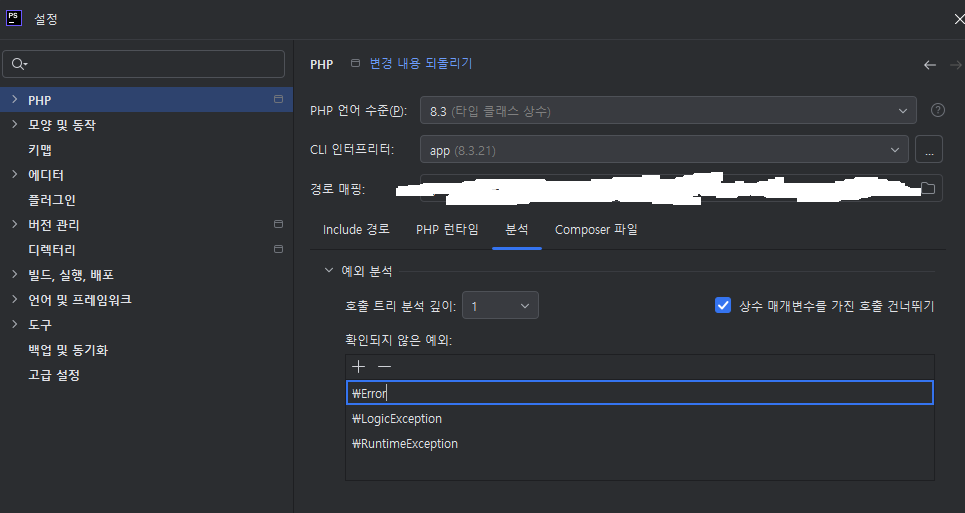 PS 설정
PHP 변경 내용 되돌리기
PHP
모양 및 동작
키맵
에디터
플러그인
버전 관리
디렉터리
빌드, 실행, 배포
언어 및 프레임워크
도구
백업 및 동기화
고급 설정
PHP 언어 수준(P): 8.3 (타입 클래스 상수) ?
CLI 인터프리터: app (8.3.21) ...
경로 매핑:
Include 경로 PHP 런타임 분석 Composer 파일
예외 분석
호출 트리 분석 깊이: 1 상수 매개변수를 가진 호출 건너뛰기
확인되지 않은 예외:
₩Error
₩LogicException
₩RuntimeException